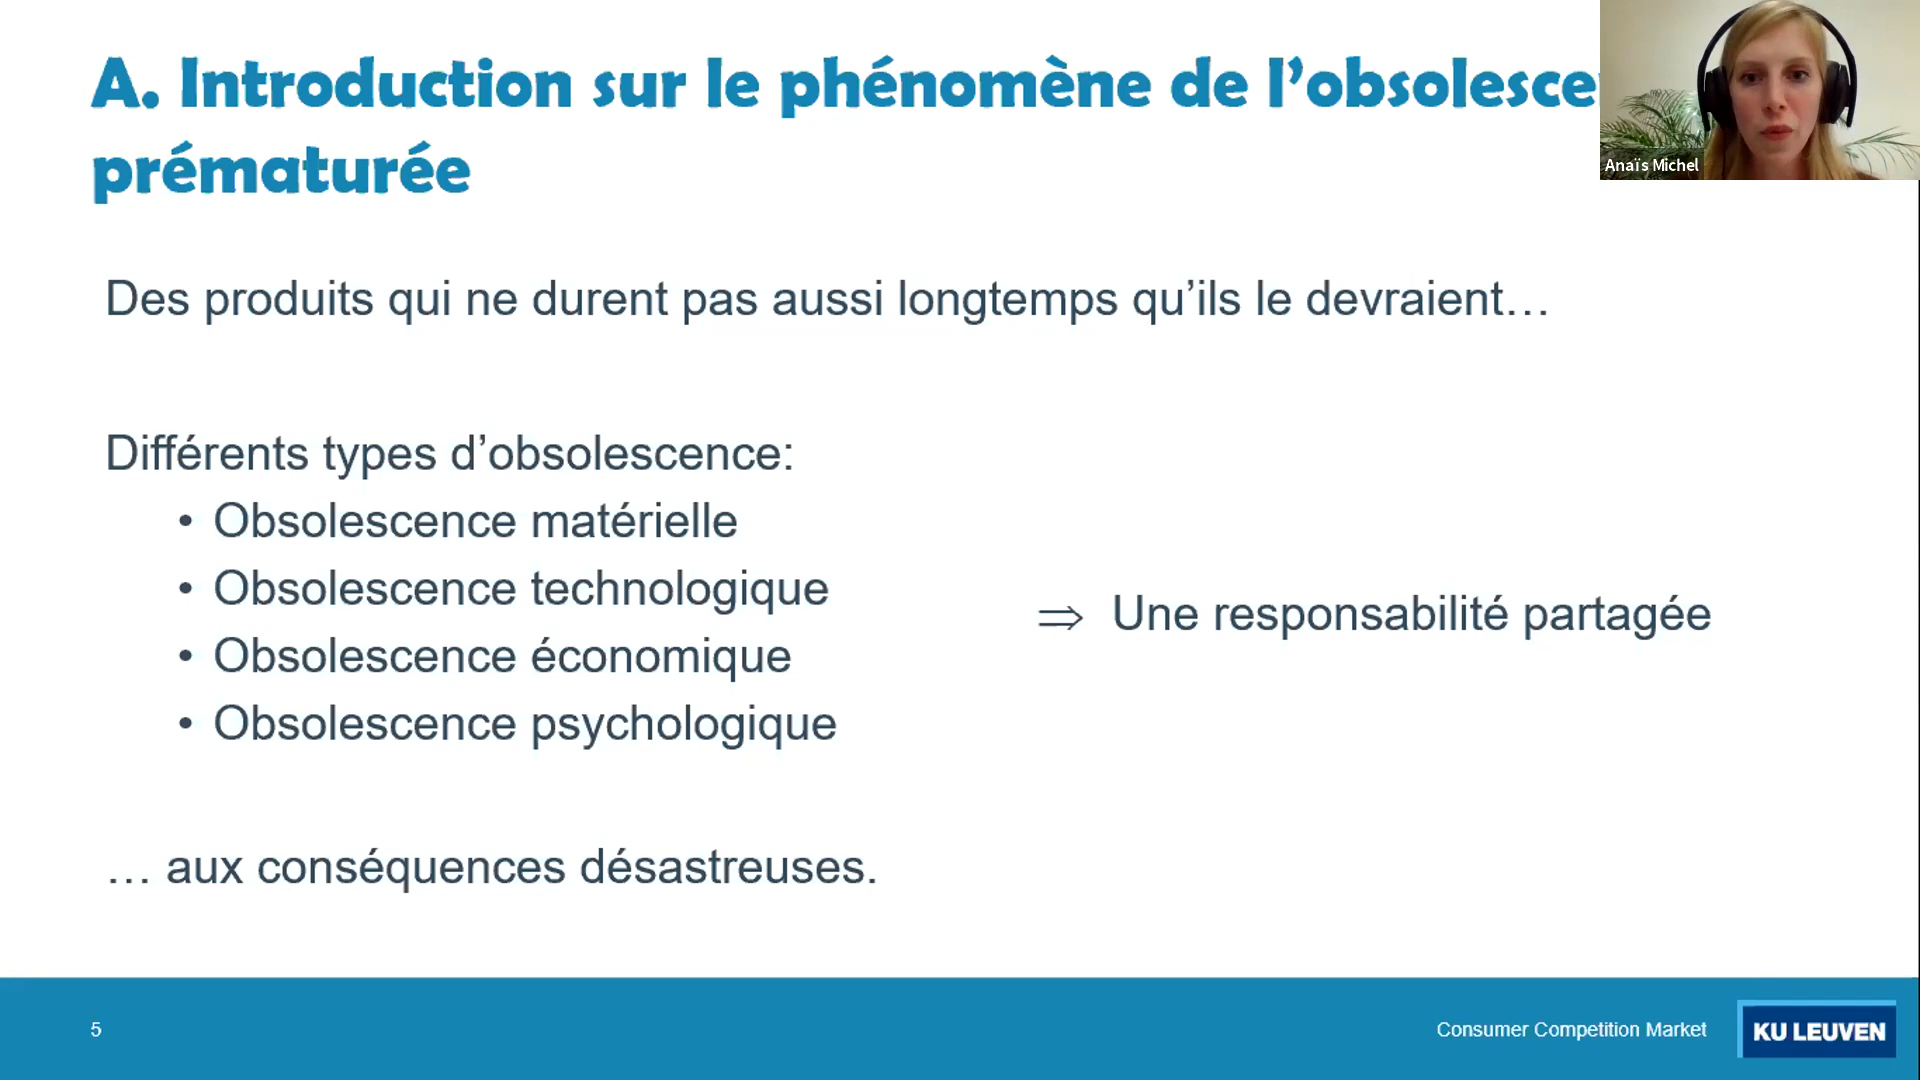 A. Introduction sur le phénomène de l’obsolesce
prématurée
Anaïs Michel
Des produits qui ne durent pas aussi longtemps qu’ils le devraient…
Différents types d’obsolescence:
• Obsolescence matérielle
• Obsolescence technologique
• Obsolescence économique
• Obsolescence psychologique
⇒ Une responsabilité partagée
… aux conséquences désastreuses.
5
Consumer Competition Market
KU LEUVEN